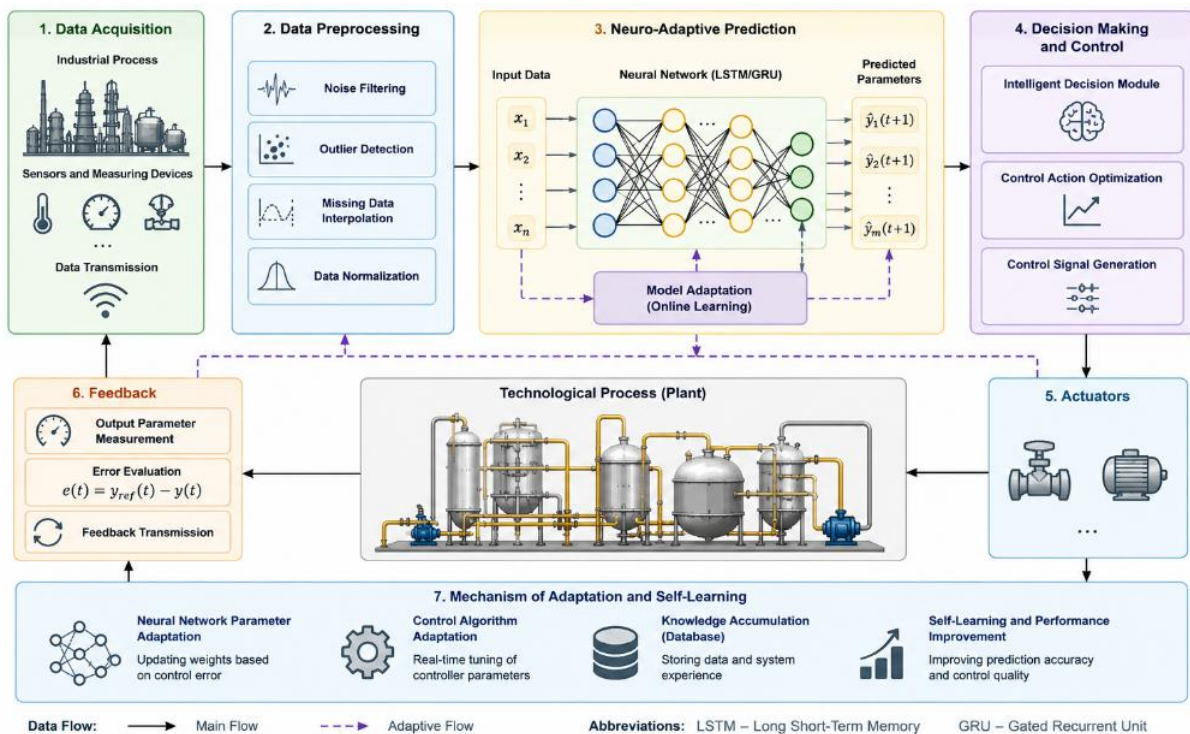 1. Data Acquisition
Industrial Process
Sensors and Measuring Devices
...
Data Transmission
2. Data Preprocessing
Noise Filtering
Outlier Detection
Missing Data
Interpolation
Data Normalization
3. Neuro-Adaptive Prediction
Input Data
x₁
x₂
⋮
xₙ
Neural Network (LSTM/GRU)
...
...
Predicted
Parameters
ŷ₁(t+1)
ŷ₂(t+1)
⋮
ŷₘ(t+1)
Model Adaptation
(Online Learning)
4. Decision Making
and Control
Intelligent Decision Module
Control Action Optimization
Control Signal Generation
6. Feedback
Output Parameter
Measurement
Error Evaluation
e(t) = y_ref(t) − y(t)
Feedback Transmission
Technological Process (Plant)
5. Actuators
...
7. Mechanism of Adaptation and Self-Learning
Neural Network Parameter
Adaptation
Updating weights based
on control error
Control Algorithm
Adaptation
Real-time tuning of
controller parameters
Knowledge Accumulation
(Database)
Storing data and system
experience
Self-Learning and Performance
Improvement
Improving prediction accuracy
and control quality
Data Flow: Main Flow Adaptive Flow Abbreviations: LSTM – Long Short-Term Memory GRU – Gated Recurrent Unit